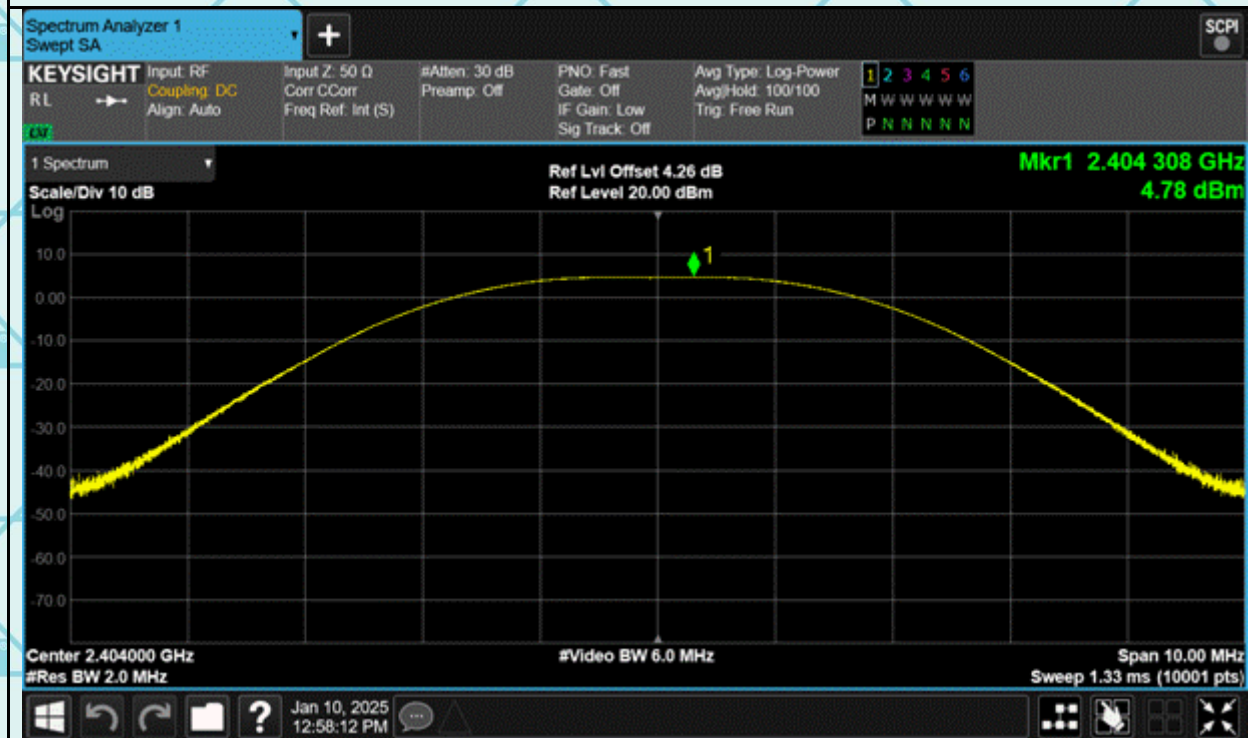 Spectrum Analyzer 1
Swept SA
+
SCPI
KEYSIGHT
RL
Input: RF
Coupling: DC
Align: Auto
Input Z: 50 Ω
Corr CCorr
Freq Ref: Int (S)
#Atten: 30 dB
Preamp: Off
PNO: Fast
Gate: Off
IF Gain: Low
Sig Track: Off
Avg Type: Log-Power
Avg|Hold: 100/100
Trig: Free Run
1 2 3 4 5 6
M W W W W W
P N N N N N
1 Spectrum
Scale/Div 10 dB
Log
Ref Lvl Offset 4.26 dB
Ref Level 20.00 dBm
Mkr1 2.404 308 GHz
4.78 dBm
1
10.0
0.00
-10.0
-20.0
-30.0
-40.0
-50.0
-60.0
-70.0
Center 2.404000 GHz
#Res BW 2.0 MHz
#Video BW 6.0 MHz
Span 10.00 MHz
Sweep 1.33 ms (10001 pts)
?
Jan 10, 2025
12:58:12 PM